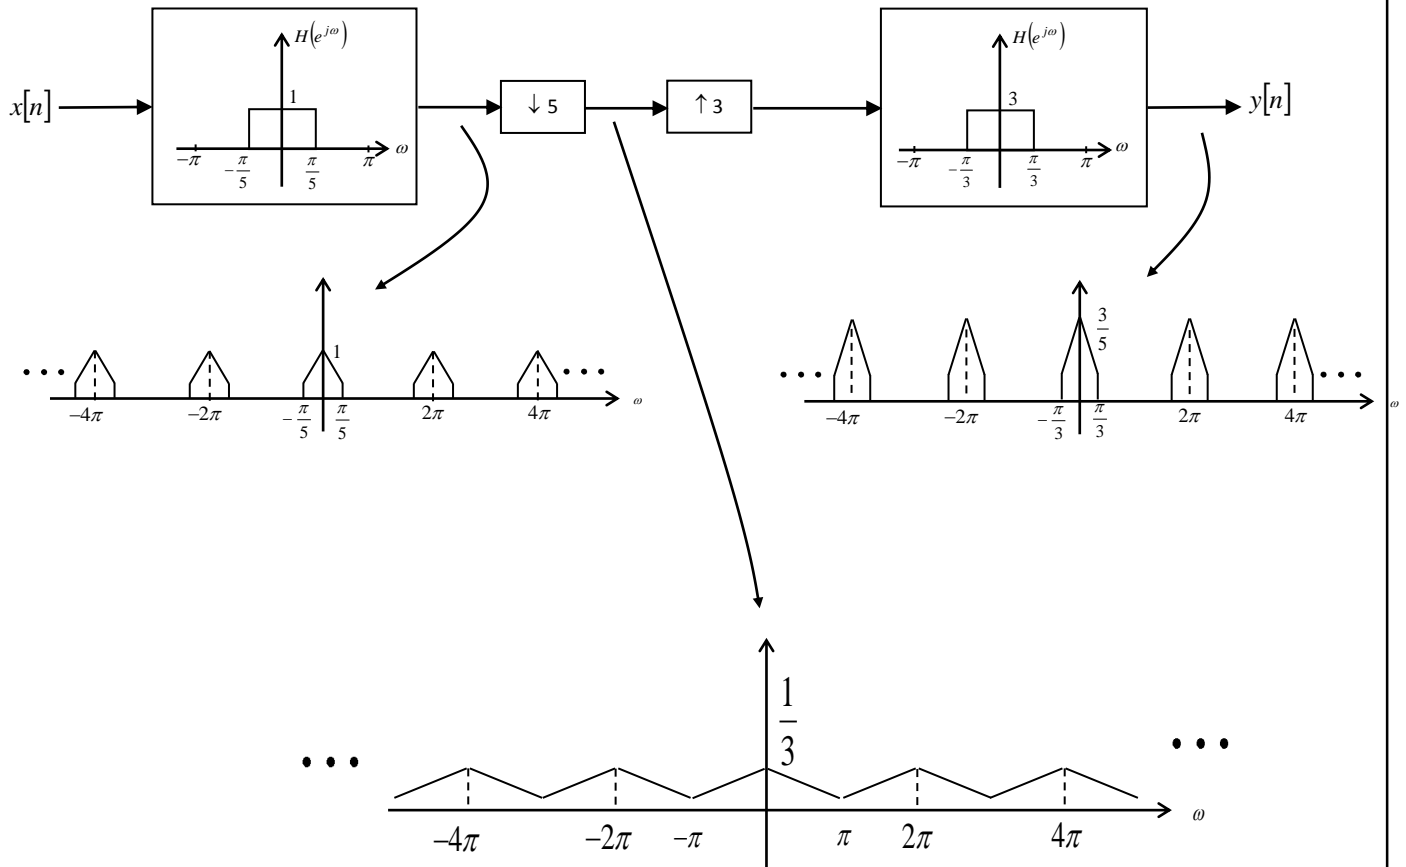 H(e^{jω})
1
x[n]
−π
−π/5
π/5
π
ω
↓ 5
↑ 3
H(e^{jω})
3
−π
−π/3
π/3
π
ω
y[n]
•••
1
•••
−4π
−2π
−π/5
π/5
2π
4π
ω
•••
3/5
•••
−4π
−2π
−π/3
π/3
2π
4π
ω
1/3
•••
•••
−4π
−2π
−π
π
2π
4π
ω